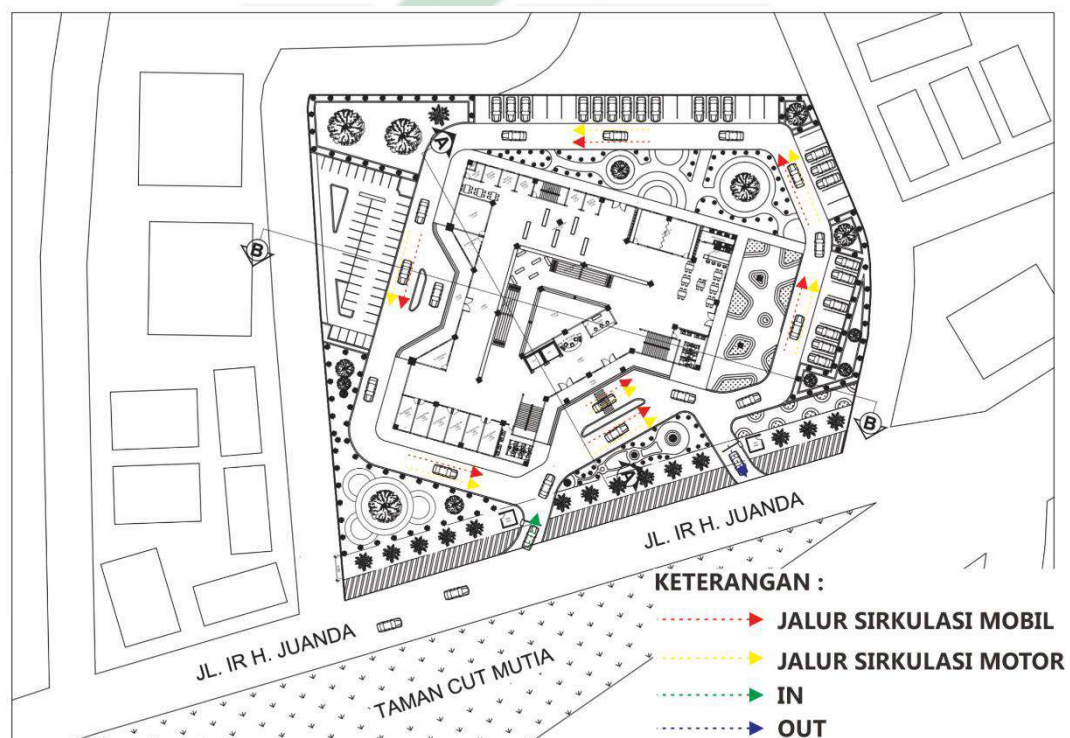 A
B
B
A
JL. IR H. JUANDA
JL. IR H. JUANDA
TAMAN CUT MUTIA
KETERANGAN :
JALUR SIRKULASI MOBIL
JALUR SIRKULASI MOTOR
IN
OUT